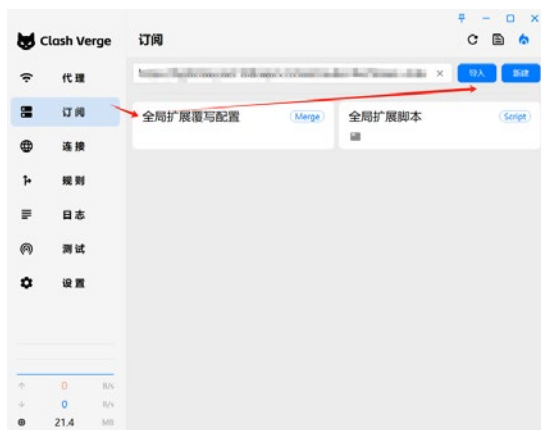 Clash Verge
订阅
代理
导入
新建
订阅
全局扩展覆写配置
Merge
全局扩展脚本
Script
连接
规则
日志
测试
设置
0 B/s
0 B/s
21.4 MB